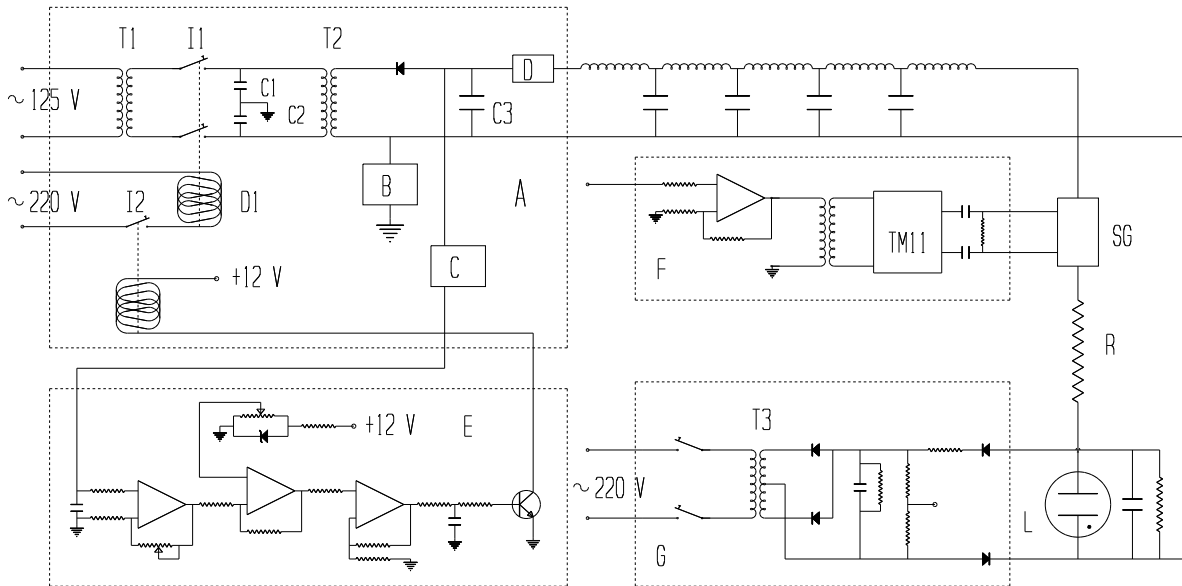 T1 I1 T2
D
~ 125 V
C1
C2
C3
~ 220 V
I2
D1
B
A
TM11
SG
F
C
+12 V
R
+12 V
E
T3
~ 220 V
L
G